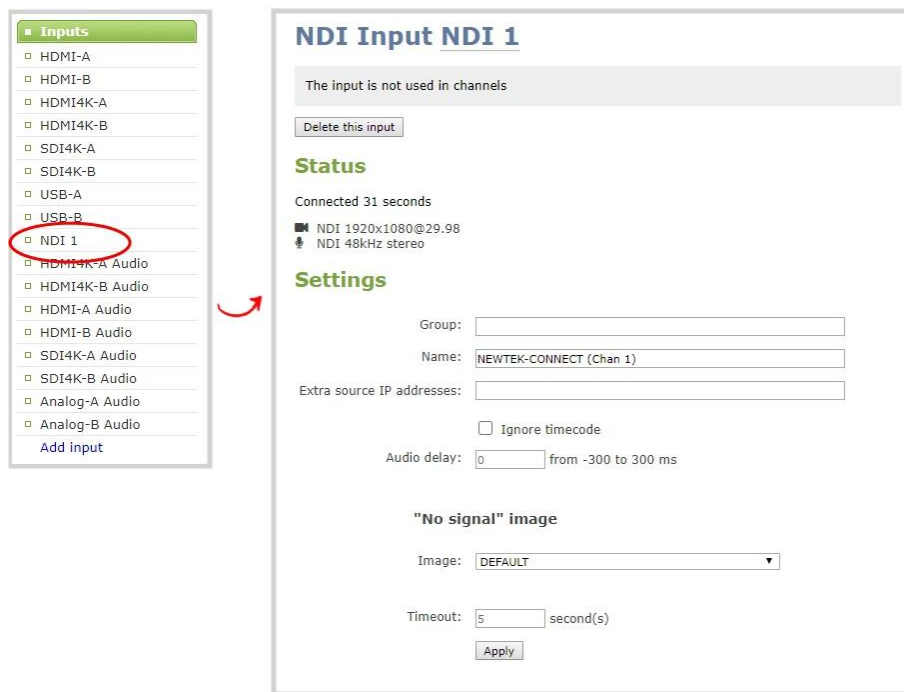 Inputs
HDMI-A
HDMI-B
HDMI4K-A
HDMI4K-B
SDI4K-A
SDI4K-B
USB-A
USB-B
NDI 1
HDMI4K-A Audio
HDMI4K-B Audio
HDMI-A Audio
HDMI-B Audio
SDI4K-A Audio
SDI4K-B Audio
Analog-A Audio
Analog-B Audio
Add input
NDI Input NDI 1
The input is not used in channels
Delete this input
Status
Connected 31 seconds
NDI 1920x1080@29.98
NDI 48kHz stereo
Settings
Group:
Name: NEWTEK-CONNECT (Chan 1)
Extra source IP addresses:
Ignore timecode
Audio delay: 0 from -300 to 300 ms
"No signal" image
Image: DEFAULT
Timeout: 5 second(s)
Apply